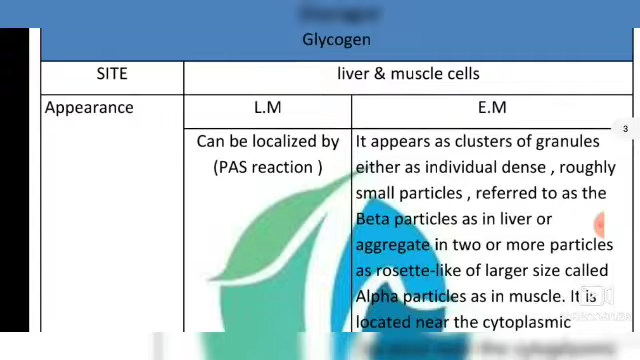 Glycogen
SITE
liver & muscle cells
Appearance
L.M
E.M
3
Can be localized by
(PAS reaction )
It appears as clusters of granules
either as individual dense , roughly
small particles , referred to as the
Beta particles as in liver or
aggregate in two or more particles
as rosette-like of larger size called
Alpha particles as in muscle. It is
located near the cytoplasmic